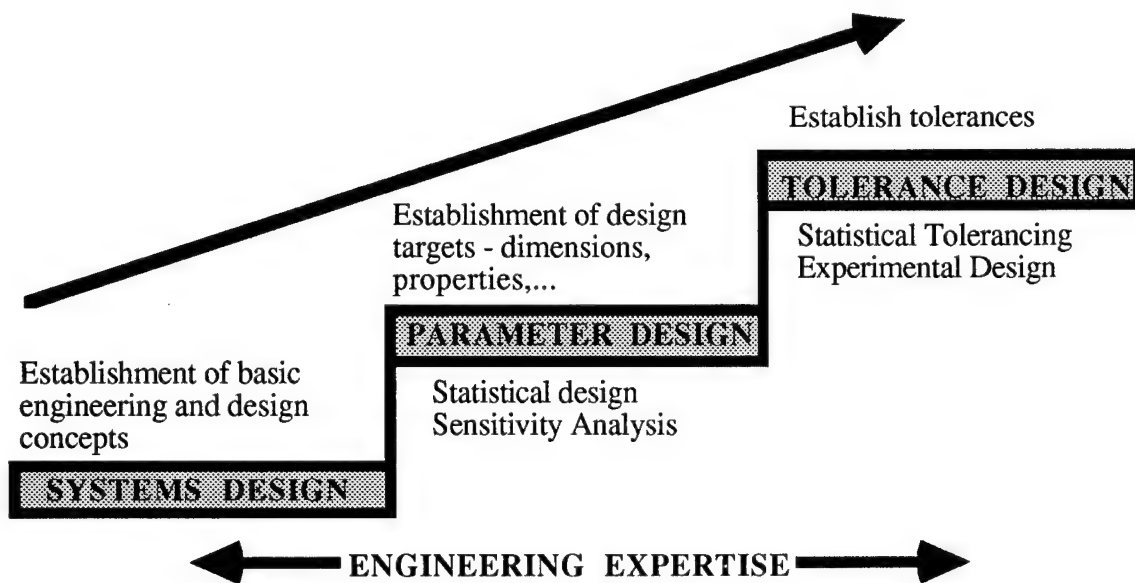 Establish tolerances
TOLERANCE DESIGN
Statistical Tolerancing
Experimental Design
Establishment of design
targets - dimensions,
properties,...
PARAMETER DESIGN
Statistical design
Sensitivity Analysis
Establishment of basic
engineering and design
concepts
SYSTEMS DESIGN
ENGINEERING EXPERTISE